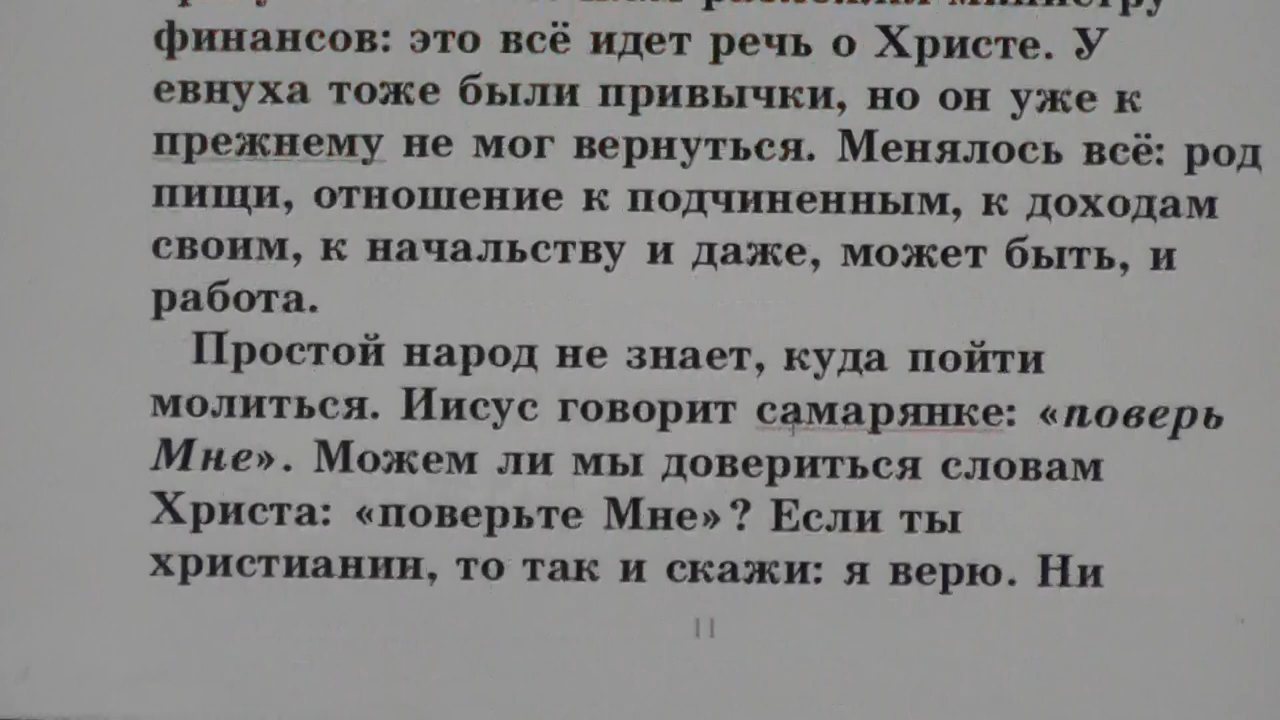 финансов: это всё идет речь о Христе. У
евнуха тоже были привычки, но он уже к
прежнему не мог вернуться. Менялось всё: род
пищи, отношение к подчиненным, к доходам
своим, к начальству и даже, может быть, и
работа.
Простой народ не знает, куда пойти
молиться. Иисус говорит самарянке: «поверь
Мне». Можем ли мы довериться словам
Христа: «поверьте Мне»? Если ты
христианин, то так и скажи: я верю. Ни
11